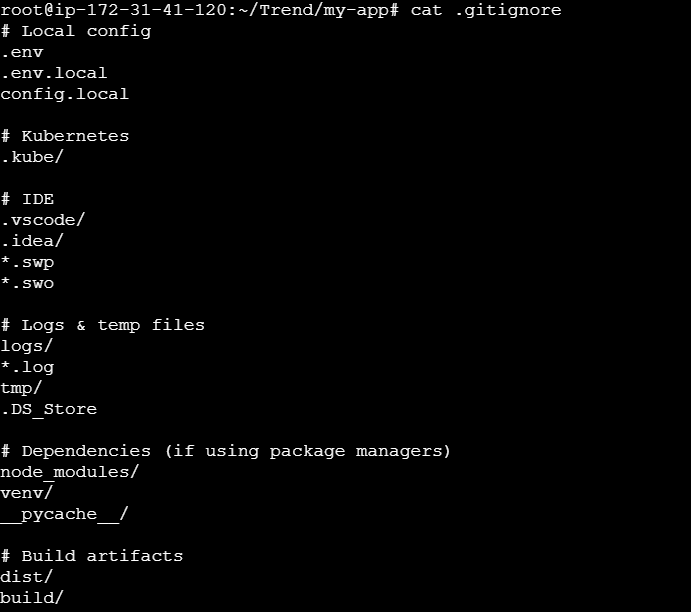 root@ip-172-31-41-120:~/Trend/my-app# cat .gitignore
# Local config
.env
.env.local
config.local

# Kubernetes
.kube/

# IDE
.vscode/
.idea/
*.swp
*.swo

# Logs & temp files
logs/
*.log
tmp/
.DS_Store

# Dependencies (if using package managers)
node_modules/
venv/
__pycache__/

# Build artifacts
dist/
build/